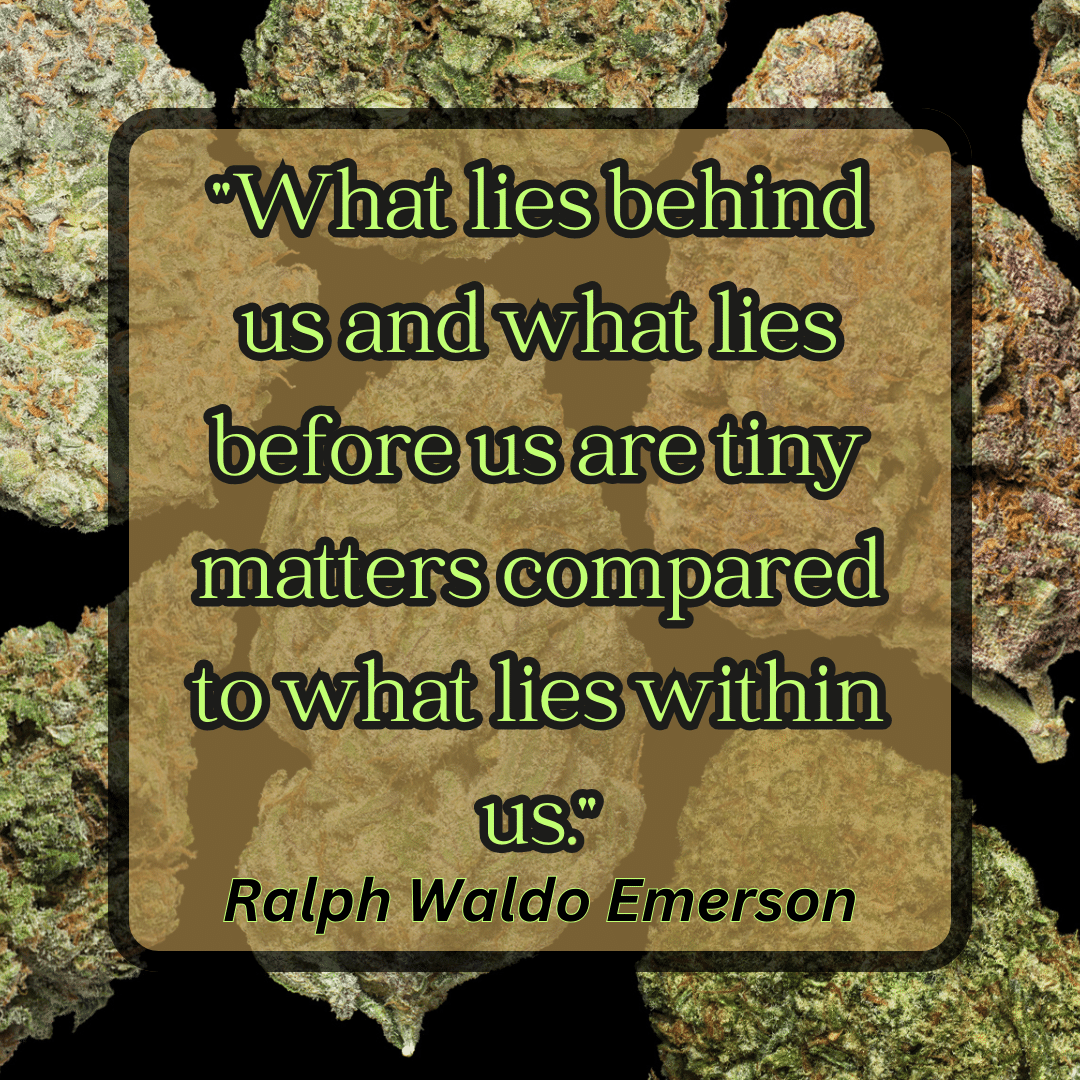 "What lies behind
us and what lies
before us are tiny
matters compared
to what lies within
us."
Ralph Waldo Emerson